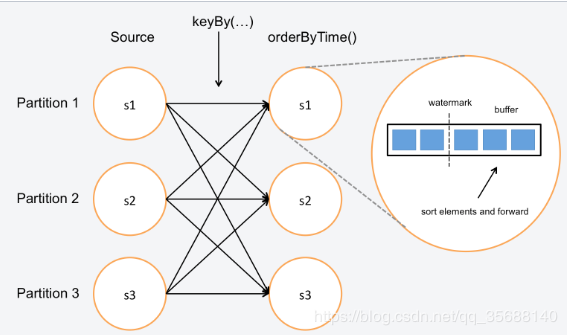 keyBy(...)
Source
orderByTime()
Partition 1
s1
s1
watermark
buffer
sort elements and forward
Partition 2
s2
s2
Partition 3
s3
s3
https://blog.csdn.net/qq_35688140